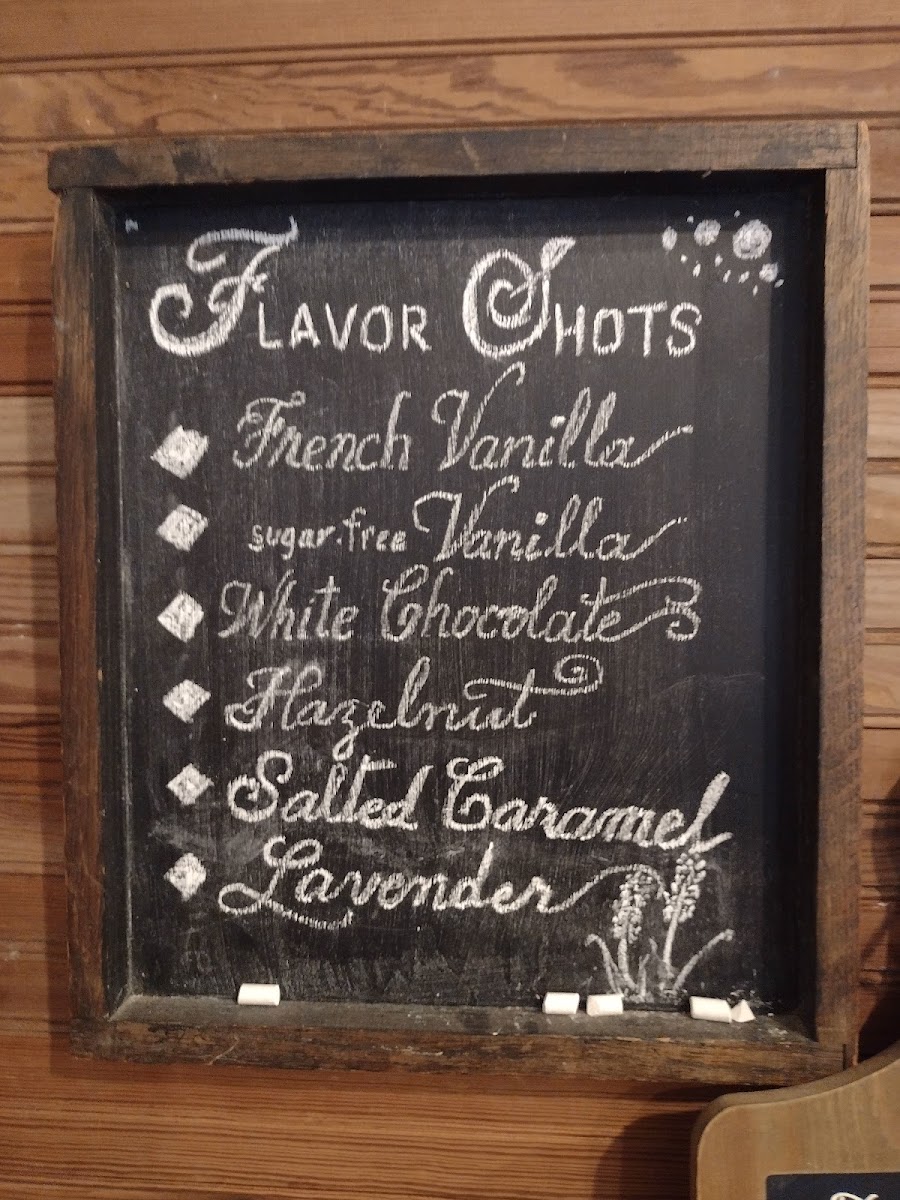 Flavor Shots
French Vanilla
sugar-free Vanilla
White Chocolate
Hazelnut
Salted Caramel
Lavender